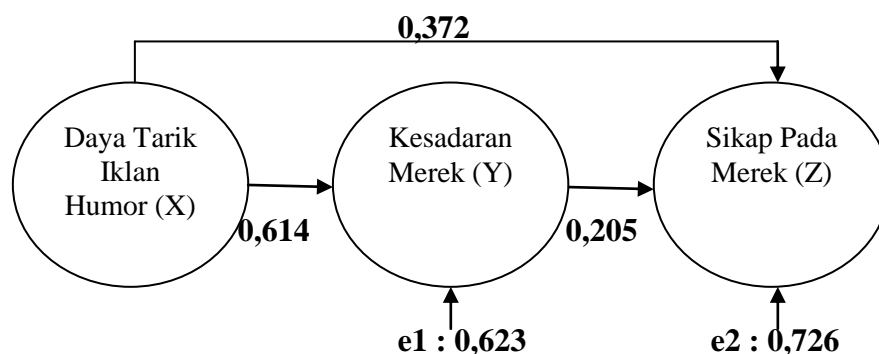 0,372
Daya Tarik
Iklan
Humor (X)
Kesadaran
Merek (Y)
Sikap Pada
Merek (Z)
0,614
0,205
e1 : 0,623
e2 : 0,726